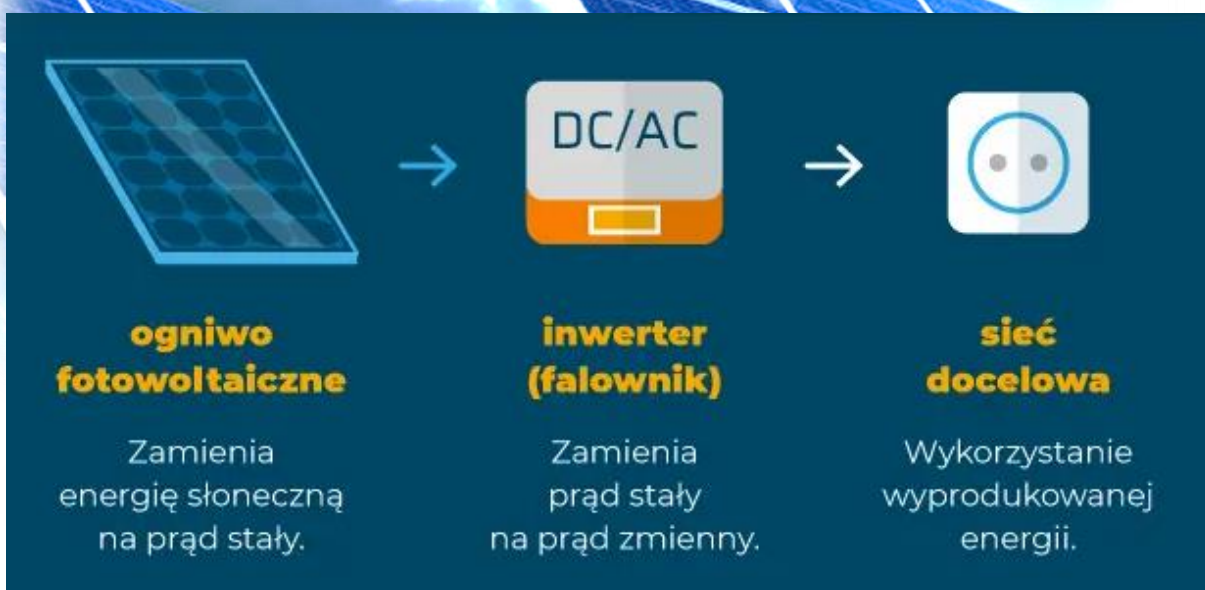 DC/AC
ogniwo
fotowoltaiczne
Zamienia
energię słoneczną
na prąd stały.
inwerter
(falownik)
Zamienia
prąd stały
na prąd zmienny.
sieć
docelowa
Wykorzystanie
wyprodukowanej
energii.